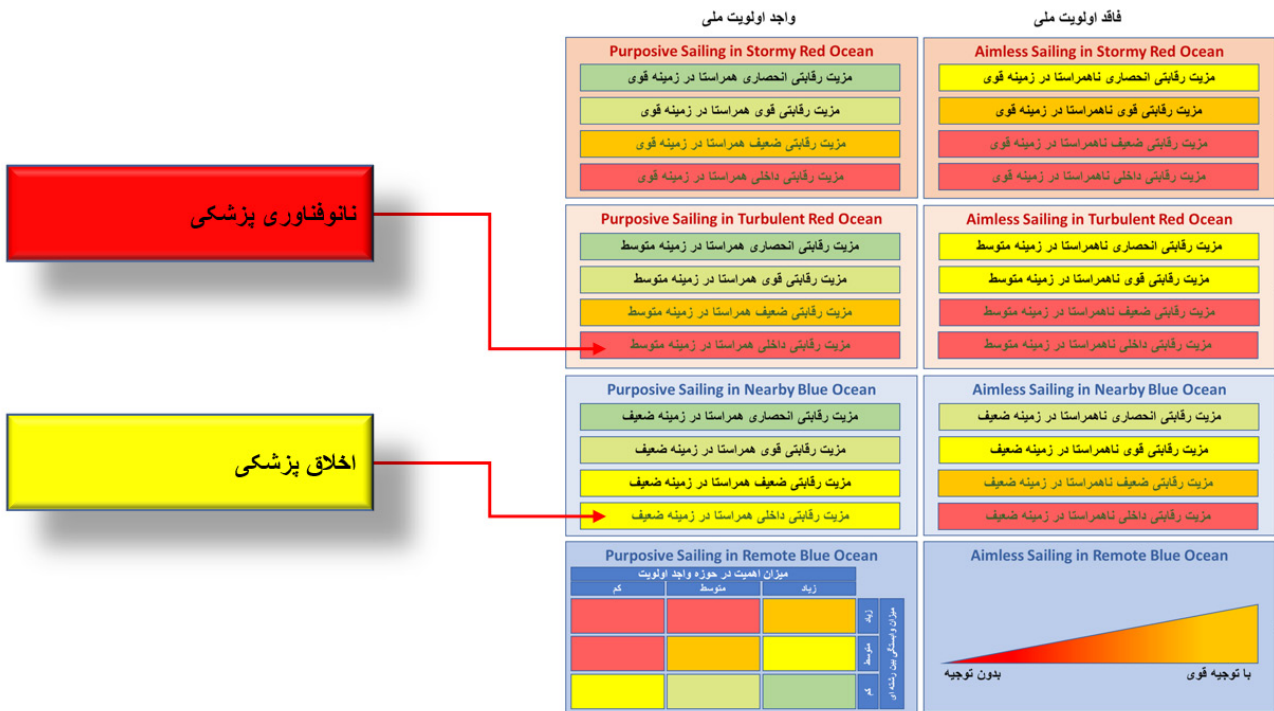 واجد اولویت ملی
فاقد اولویت ملی
Purposive Sailing in Stormy Red Ocean
مزیت رقابتی انحصاری همراستا در زمینه قوی
مزیت رقابتی قوی همراستا در زمینه قوی
مزیت رقابتی ضعیف همراستا در زمینه قوی
مزیت رقابتی داخلی همراستا در زمینه قوی
Aimless Sailing in Stormy Red Ocean
مزیت رقابتی انحصاری ناهمراستا در زمینه قوی
مزیت رقابتی قوی ناهمراستا در زمینه قوی
مزیت رقابتی ضعیف ناهمراستا در زمینه قوی
مزیت رقابتی داخلی ناهمراستا در زمینه قوی
نانوفناوری پزشکی
Purposive Sailing in Turbulent Red Ocean
مزیت رقابتی انحصاری همراستا در زمینه متوسط
مزیت رقابتی قوی همراستا در زمینه متوسط
مزیت رقابتی ضعیف همراستا در زمینه متوسط
مزیت رقابتی داخلی همراستا در زمینه متوسط
Aimless Sailing in Turbulent Red Ocean
مزیت رقابتی انحصاری ناهمراستا در زمینه متوسط
مزیت رقابتی قوی ناهمراستا در زمینه متوسط
مزیت رقابتی ضعیف ناهمراستا در زمینه متوسط
مزیت رقابتی داخلی ناهمراستا در زمینه متوسط
اخلاق پزشکی
Purposive Sailing in Nearby Blue Ocean
مزیت رقابتی انحصاری همراستا در زمینه ضعیف
مزیت رقابتی قوی همراستا در زمینه ضعیف
مزیت رقابتی ضعیف همراستا در زمینه ضعیف
مزیت رقابتی داخلی همراستا در زمینه ضعیف
Aimless Sailing in Nearby Blue Ocean
مزیت رقابتی انحصاری ناهمراستا در زمینه ضعیف
مزیت رقابتی قوی ناهمراستا در زمینه ضعیف
مزیت رقابتی ضعیف ناهمراستا در زمینه ضعیف
مزیت رقابتی داخلی ناهمراستا در زمینه ضعیف
Purposive Sailing in Remote Blue Ocean
میزان اهمیت در حوزه واجد اولویت
زیاد
متوسط
کم
میزان وابستگی بین رشته ای
زیاد
متوسط
کم
Aimless Sailing in Remote Blue Ocean
با توجیه قوی
بدون توجیه